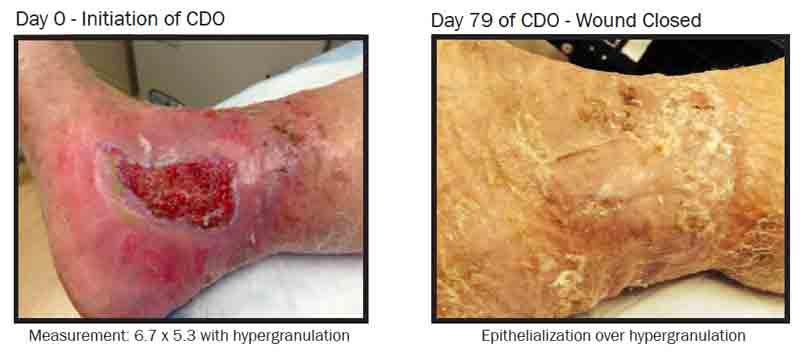 Day 0 - Initiation of CDO
Day 79 of CDO - Wound Closed
Measurement: 6.7 x 5.3 with hypergranulation
Epithelialization over hypergranulation